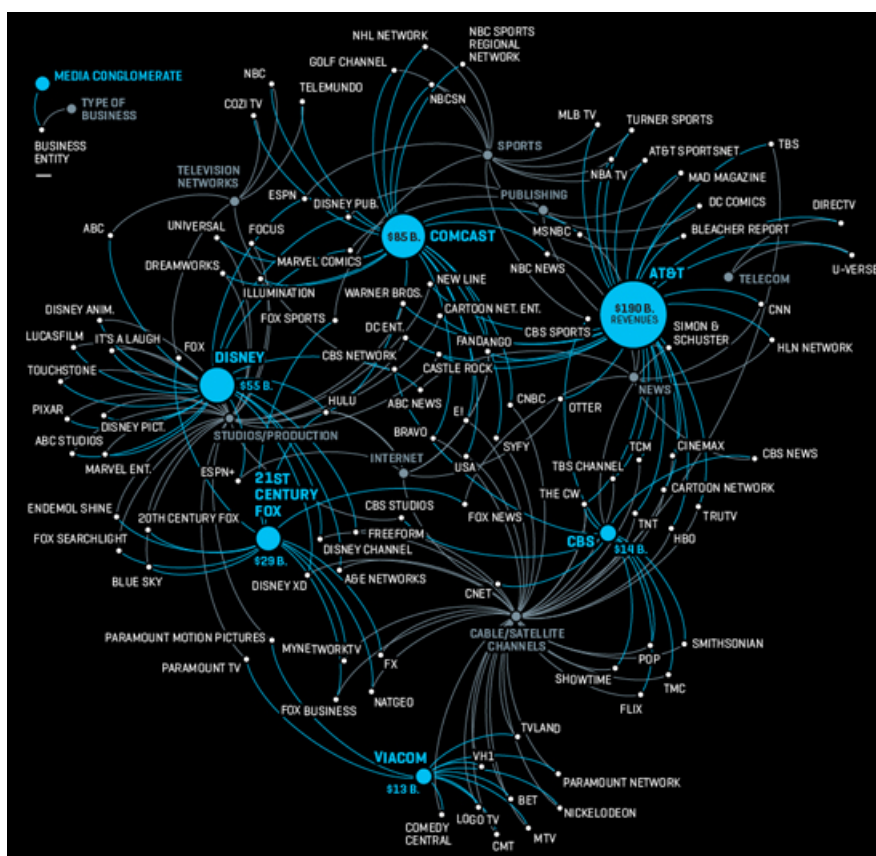 NHL NETWORK
NBC SPORTS
REGIONAL
NETWORK
GOLF CHANNEL
MEDIA CONGLOMERATE
NBC
TELEMUNDO
NBCSN
TYPE OF
BUSINESS
COZI TV
MLB TV
TURNER SPORTS
BUSINESS
ENTITY
SPORTS
TBS
TELEVISION
NETWORKS
NBA TV
AT&T SPORTSNET
ESPN
PUBLISHING
MAD MAGAZINE
DISNEY PUB.
DC COMICS
DIRECTV
ABC
UNIVERSAL
FOCUS
$85 B.
COMCAST
MSNBC
BLEACHER REPORT
DREAMWORKS
MARVEL COMICS
NBC NEWS
AT&T
U-VERSE
ILLUMINATION
WARNER BROS.
NEW LINE
TELECOM
DISNEY ANIM.
FOX SPORTS
CARTOON NET. ENT.
$190 B.
REVENUES
CNN
LUCASFILM
IT'S A LAUGH
DC ENT.
CBS SPORTS
SIMON &
SCHUSTER
FOX
DISNEY
CBS NETWORK
FANDANGO
HLN NETWORK
TOUCHSTONE
$55 B.
CASTLE ROCK
NEWS
PIXAR
DISNEY PICT.
HULU
ABC NEWS
CNBC
OTTER
ABC STUDIOS
STUDIOS/PRODUCTION
E!
BRAVO
SYFY
TCM
CINEMAX
MARVEL ENT.
ESPN+
INTERNET
USA
TBS CHANNEL
CBS NEWS
21ST
CENTURY
FOX
CBS STUDIOS
THE CW
CARTOON NETWORK
ENDEMOL SHINE
20TH CENTURY FOX
FOX NEWS
TNT
TRUTV
FOX SEARCHLIGHT
FREEFORM
CBS
HBO
$29 B.
DISNEY CHANNEL
$14 B.
BLUE SKY
DISNEY XD
A&E NETWORKS
CNET
PARAMOUNT MOTION PICTURES
MYNETWORKTV
CABLE/SATELLITE
CHANNELS
SMITHSONIAN
PARAMOUNT TV
FX
POP
SHOWTIME
TMC
FOX BUSINESS
NATGEO
FLIX
TVLAND
VIACOM
VH1
PARAMOUNT NETWORK
$13 B.
BET
NICKELODEON
COMEDY
CENTRAL
LOGO TV
MTV
CMT